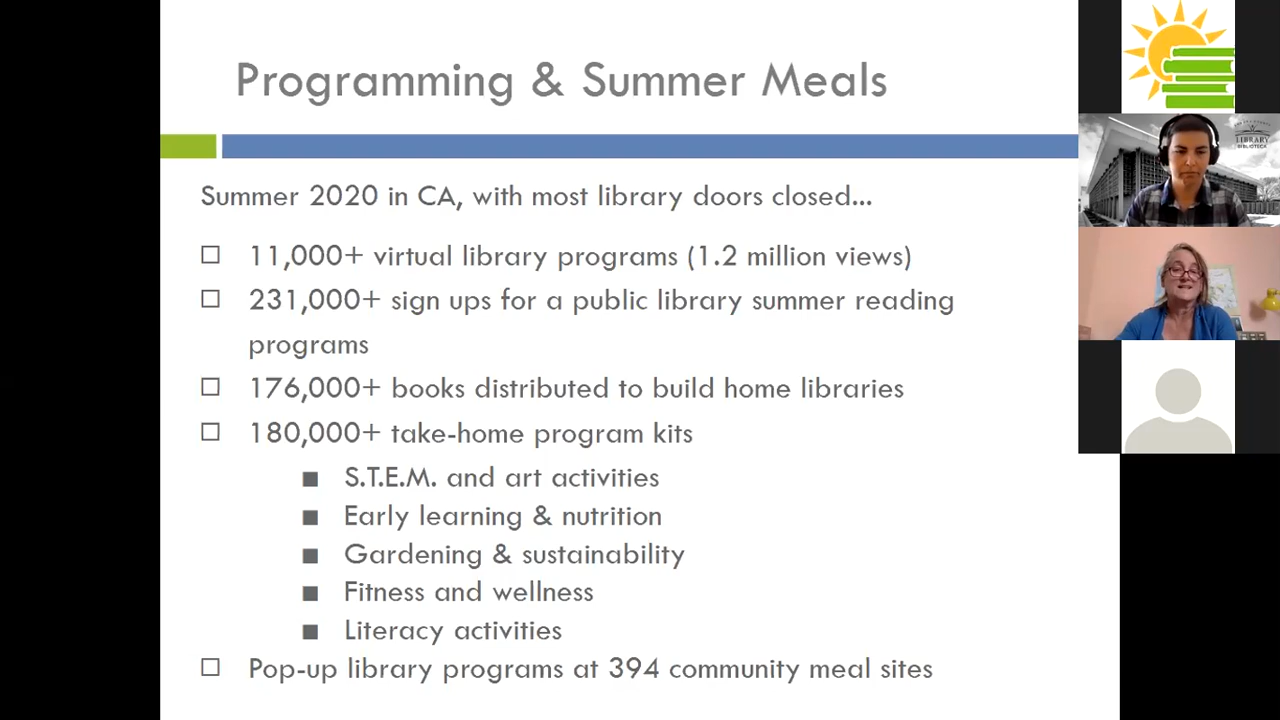 Programming & Summer Meals
Summer 2020 in CA, with most library doors closed...
11,000+ virtual library programs (1.2 million views)
231,000+ sign ups for a public library summer reading
programs
176,000+ books distributed to build home libraries
180,000+ take-home program kits
S.T.E.M. and art activities
Early learning & nutrition
Gardening & sustainability
Fitness and wellness
Literacy activities
Pop-up library programs at 394 community meal sites
LIBRARY
BIBLIOTECA